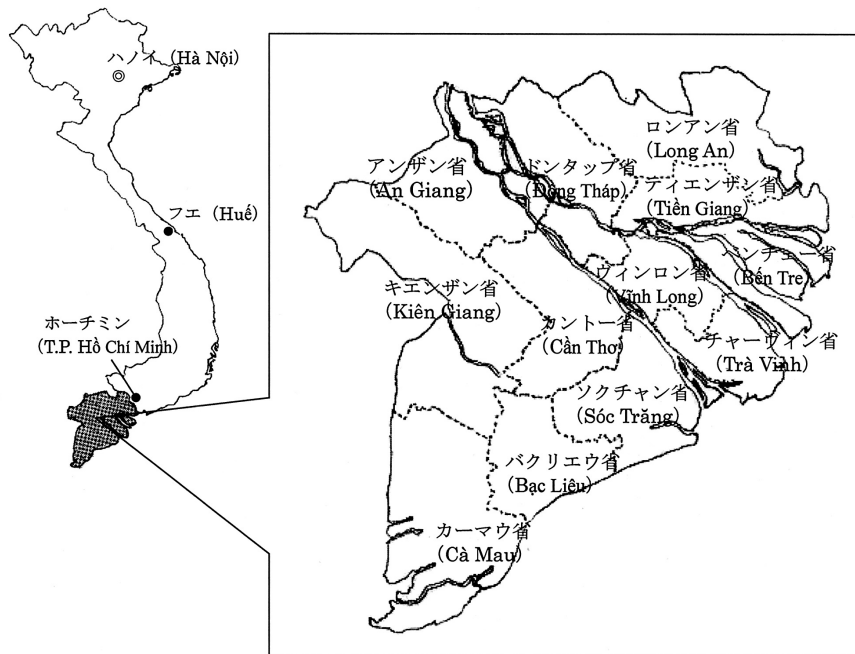 ハノイ (Hà Nội)
フエ (Huế)
ホーチミン
(T.P. Hồ Chí Minh)
ロンアン省
(Long An)
アンザン省
(An Giang)
ドンタップ省
(Đồng Tháp)
ティエンザン省
(Tiền Giang)
ベンチェー省
(Bến Tre)
ヴィンロン省
(Vĩnh Long)
キエンザン省
(Kiên Giang)
カントー省
(Cần Thơ)
チャーヴィン省
(Trà Vinh)
ソクチャン省
(Sóc Trăng)
バクリエウ省
(Bạc Liêu)
カーマウ省
(Cà Mau)